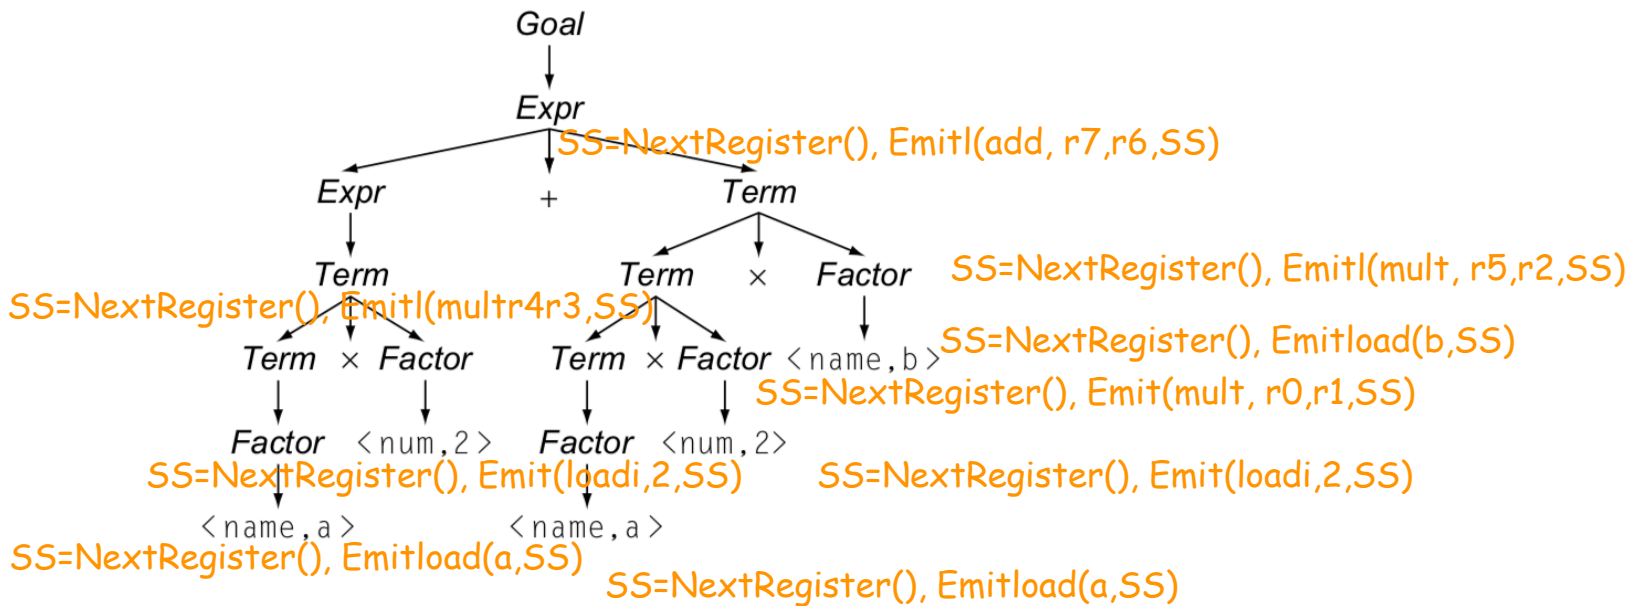 Goal
Expr
SS=NextRegister(), Emitl(add, r7,r6,SS)
Expr + Term
Term Term × Factor
SS=NextRegister(), Emitl(mult, r5,r2,SS)
SS=NextRegister(), Emitl(multr4r3,SS)
SS=NextRegister(), Emitload(b,SS)
Term × Factor Term × Factor <name,b>
SS=NextRegister(), Emit(mult, r0,r1,SS)
Factor <num,2> Factor <num,2>
SS=NextRegister(), Emit(loadi,2,SS) SS=NextRegister(), Emit(loadi,2,SS)
<name,a> <name,a>
SS=NextRegister(), Emitload(a,SS)
SS=NextRegister(), Emitload(a,SS)